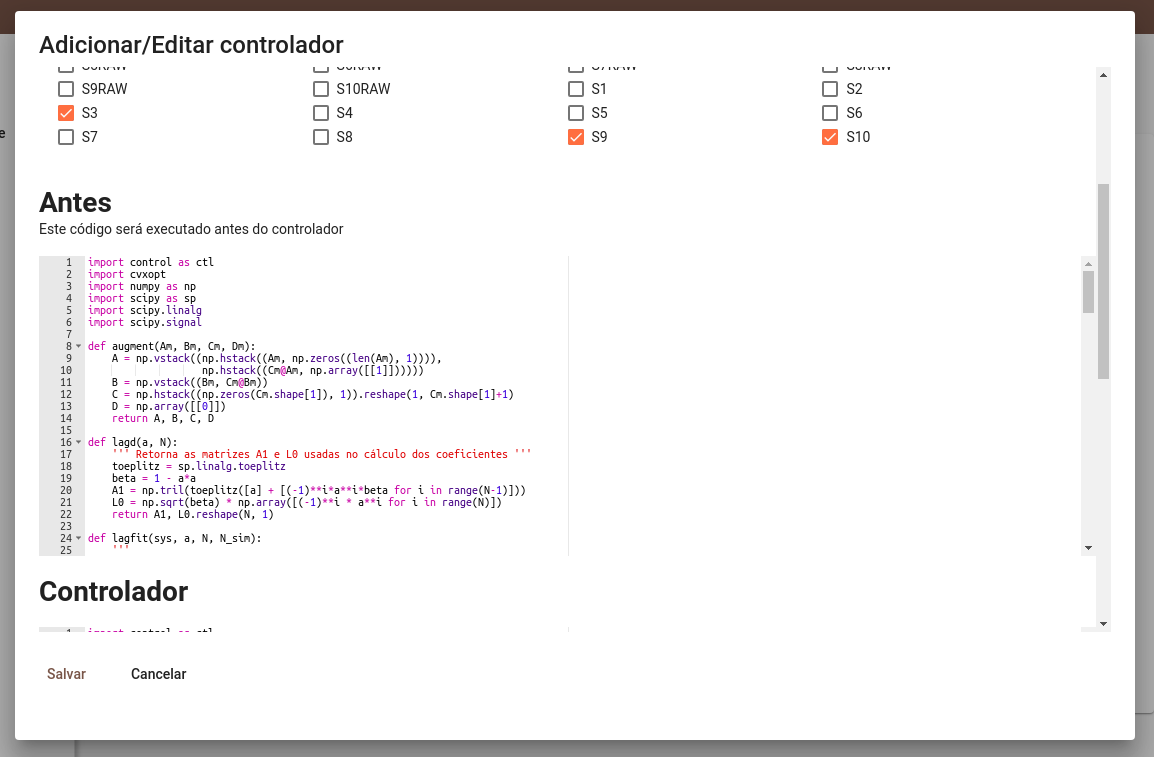 Adicionar/Editar controlador
S9RAW S10RAW S1 S2
S3 S4 S5 S6
S7 S8 S9 S10
Antes
Este código será executado antes do controlador
1 import control as ctl
2 import cvxopt
3 import numpy as np
4 import scipy as sp
5 import scipy.linalg
6 import scipy.signal
7
8 def augment(Am, Bm, Cm, Dm):
9     A = np.vstack((np.hstack((Am, np.zeros((len(Am), 1)))),
10                    np.hstack((Cm@Am, np.array([[1]])))))
11     B = np.vstack((Bm, Cm@Bm))
12     C = np.hstack((np.zeros(Cm.shape[1]), 1)).reshape(1, Cm.shape[1]+1)
13     D = np.array([[0]])
14     return A, B, C, D
15
16 def lagd(a, N):
17     ''' Retorna as matrizes A1 e L0 usadas no cálculo dos coeficientes '''
18     toeplitz = sp.linalg.toeplitz
19     beta = 1 - a*a
20     A1 = np.tril(toeplitz([a] + [(-1)**i*a**i*beta for i in range(N-1)]))
21     L0 = np.sqrt(beta) * np.array([(-1)**i * a**i for i in range(N)])
22     return A1, L0.reshape(N, 1)
23
24 def lagfit(sys, a, N, N_sim):
25     '''
Controlador
1 import control as ctl
Salvar Cancelar